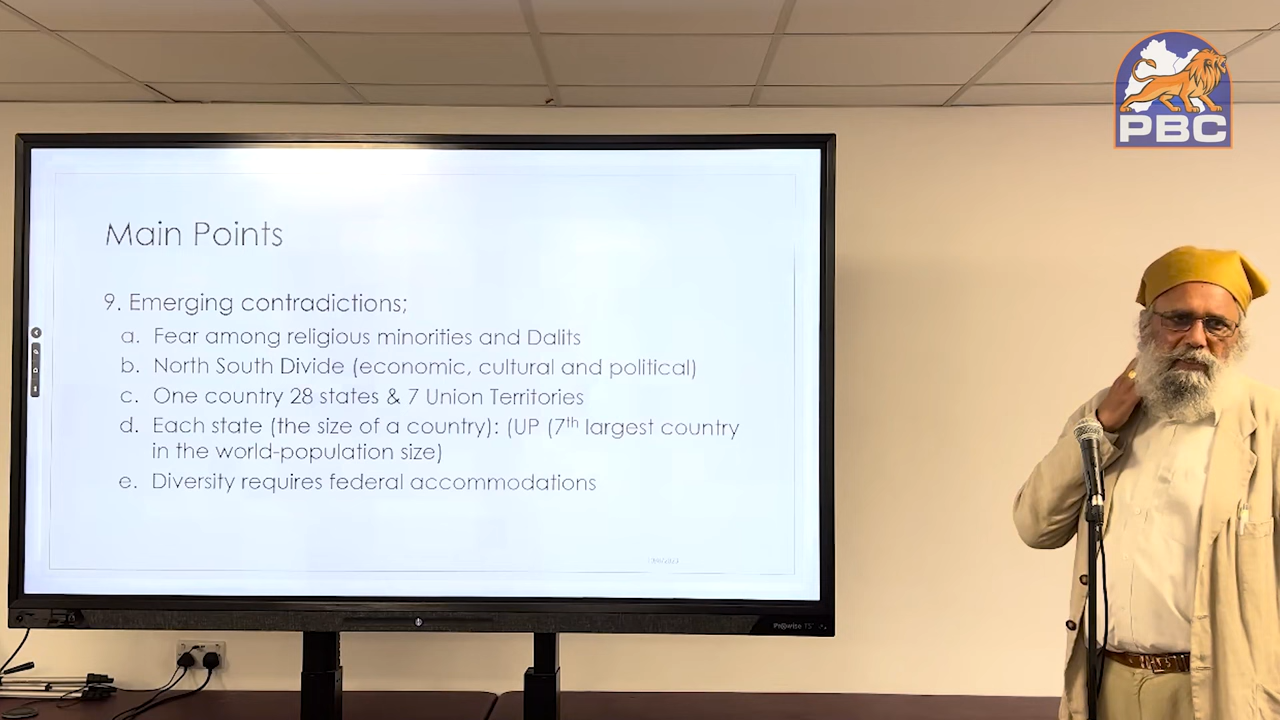 PBC
Main Points
9. Emerging contradictions;
a. Fear among religious minorities and Dalits
b. North South Divide (economic, cultural and political)
c. One country 28 states & 7 Union Territories
d. Each state (the size of a country): (UP (7th largest country
in the world-population size)
e. Diversity requires federal accommodations
Prowise TS